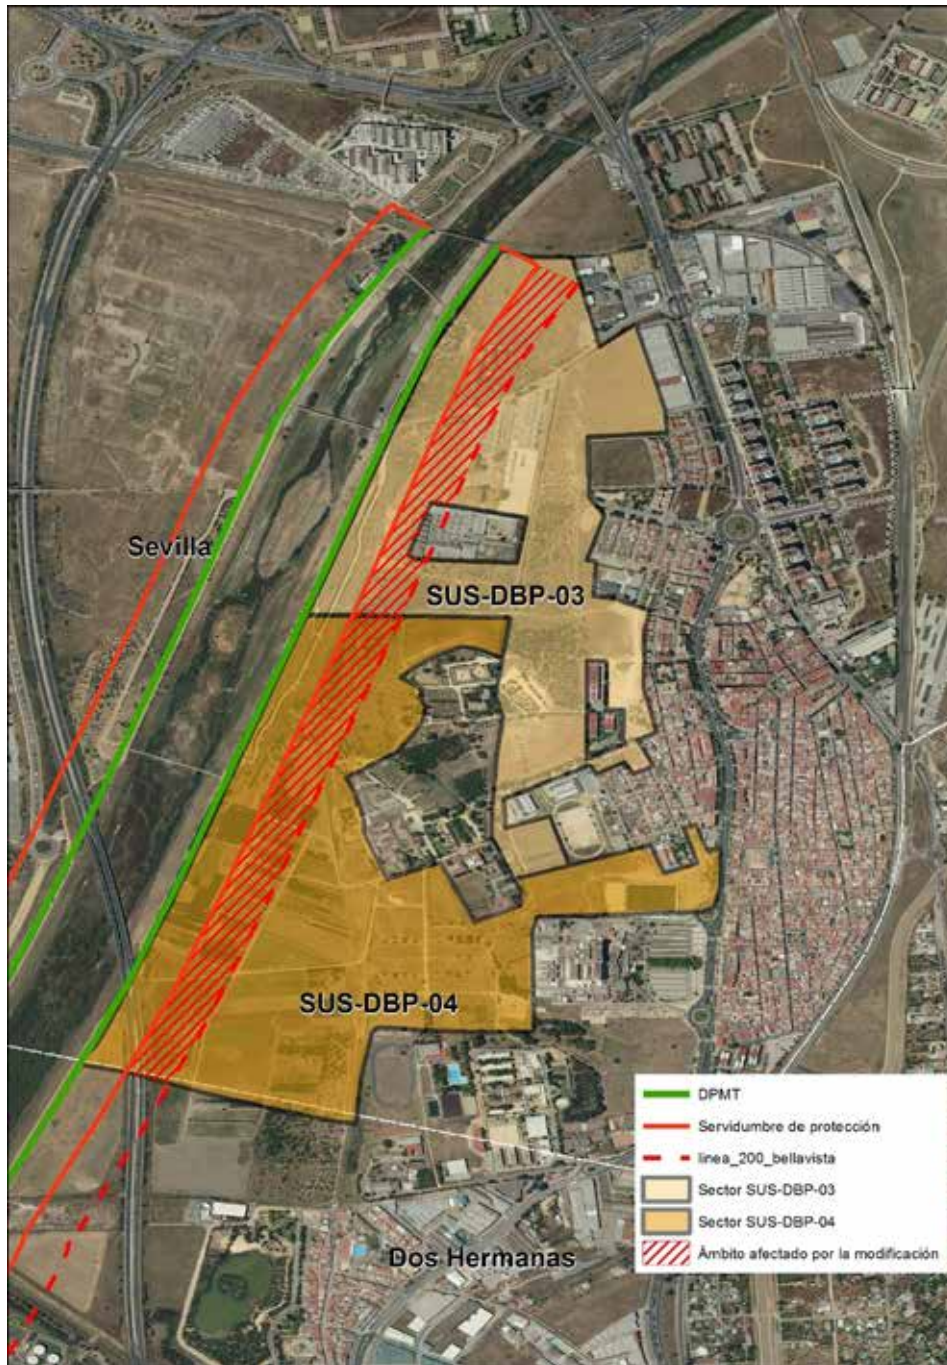 Sevilla
SUS-DBP-03
SUS-DBP-04
DPMT
Servidumbre de protección
linea_200_bellavista
Sector SUS-DBP-03
Sector SUS-DBP-04
Ámbito afectado por la modificación
Dos Hermanas